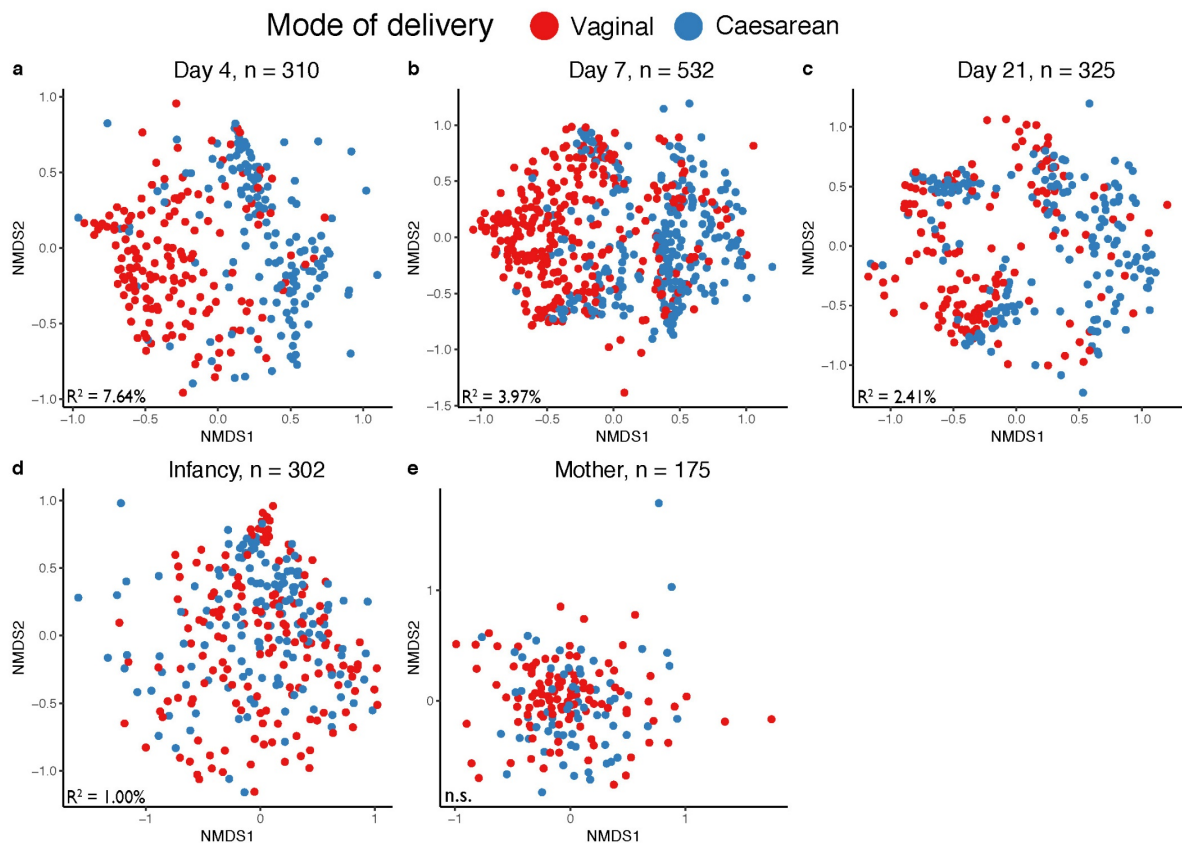 Mode of delivery Vaginal Caesarean
a Day 4, n = 310
b Day 7, n = 532
c Day 21, n = 325
1.0
0.5
0.0
−0.5
−1.0
NMDS2
R² = 7.64%
−1.0 −0.5 0.0 0.5 1.0
NMDS1
1.0
0.5
0.0
−0.5
−1.0
−1.5
NMDS2
R² = 3.97%
−1.0 −0.5 0.0 0.5 1.0
NMDS1
1.0
0.5
0.0
−0.5
−1.0
NMDS2
R² = 2.41%
−1.0 −0.5 0.0 0.5 1.0
NMDS1
d Infancy, n = 302
e Mother, n = 175
1.0
0.5
0.0
−0.5
−1.0
NMDS2
R² = 1.00%
−1 0 1
NMDS1
1
0
NMDS2
n.s.
−1 0 1
NMDS1